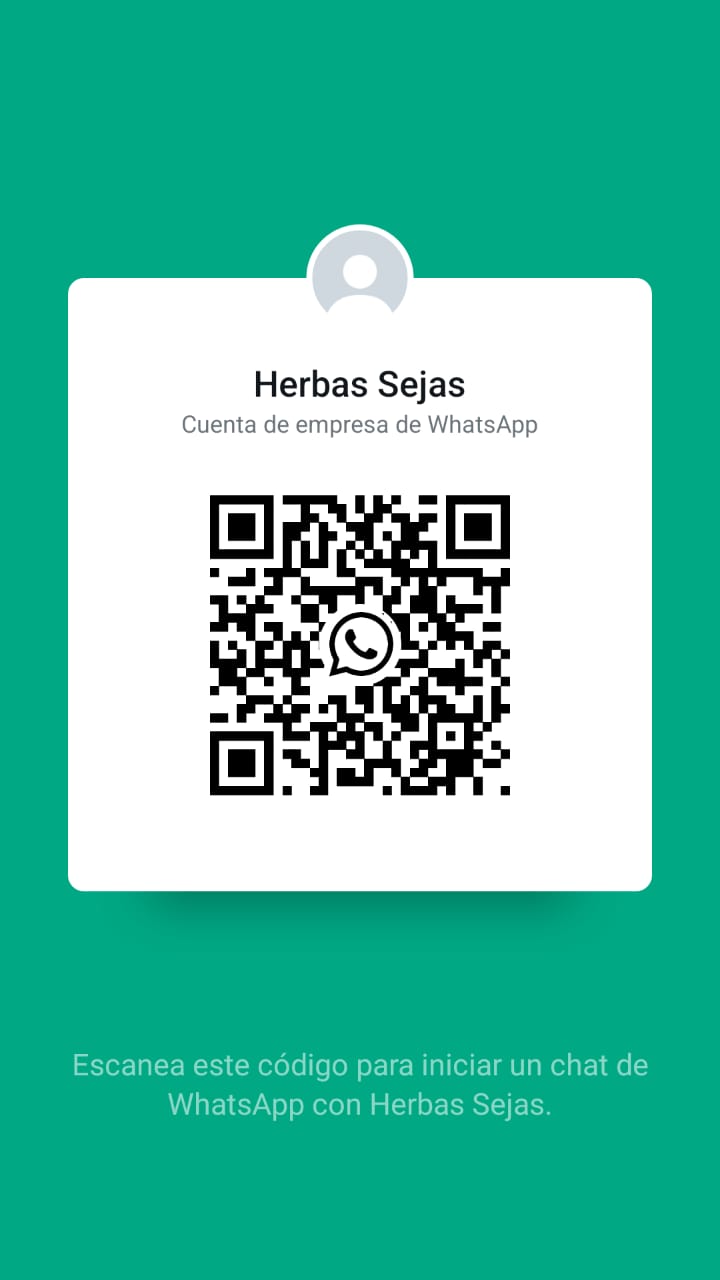 Herbas Sejas
Cuenta de empresa de WhatsApp
Escanea este código para iniciar un chat de
WhatsApp con Herbas Sejas.